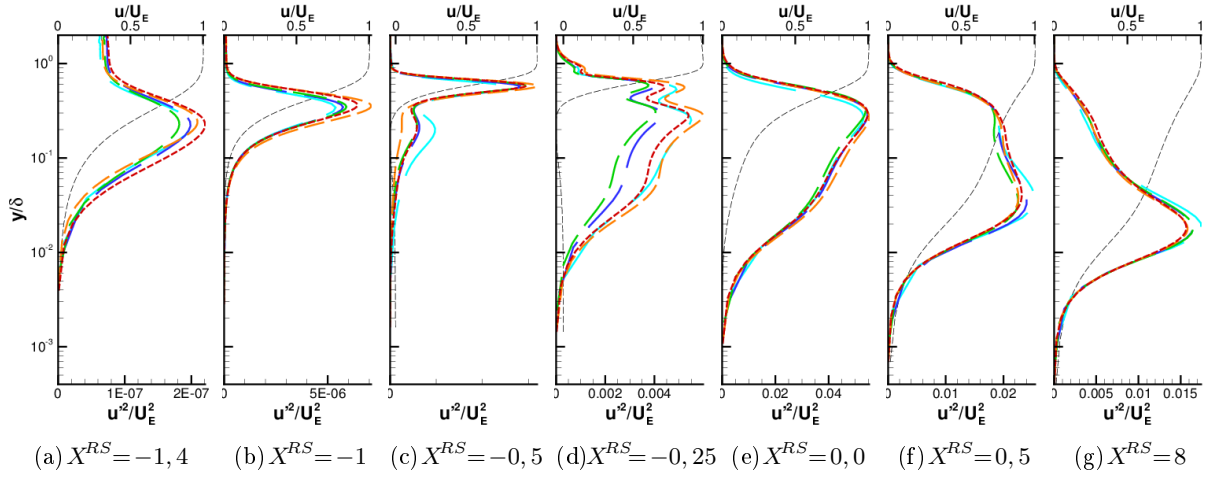 u/U_E u/U_E u/U_E u/U_E u/U_E u/U_E u/U_E
0 0.5 1 0 0.5 1 0 0.5 1 0 0.5 1 0 0.5 1 0 0.5 1 0 0.5 1
10^0
10^-1
y/δ
10^-2
10^-3
0 1E-07 2E-07 0 5E-06 0 0 0.002 0.004 0 0.02 0.04 0 0.01 0.02 0 0.005 0.01 0.015
u'^2/U_E^2 u'^2/U_E^2 u'^2/U_E^2 u'^2/U_E^2 u'^2/U_E^2 u'^2/U_E^2 u'^2/U_E^2
(a) X^RS=-1,4 (b) X^RS=-1 (c) X^RS=-0,5 (d)X^RS=-0,25 (e) X^RS=0,0 (f) X^RS=0,5 (g) X^RS=8